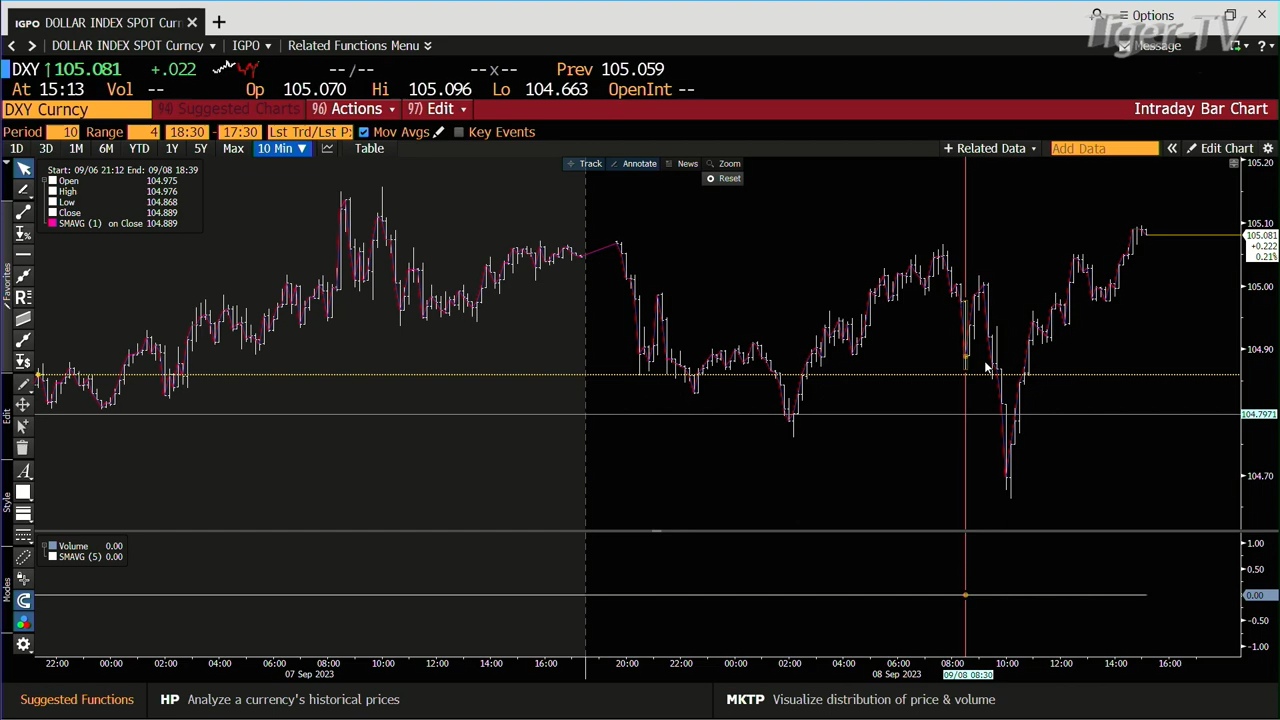 IGPO DOLLAR INDEX SPOT Curr × +
Options
Tiger-TV
DOLLAR INDEX SPOT Curncy IGPO Related Functions Menu
Message
DXY ↑105.081 +.022 --/-- --x-- Prev 105.059
At 15:13 Vol -- Op 105.070 Hi 105.096 Lo 104.663 OpenInt --
DXY Curncy 94) Suggested Charts 96) Actions 97) Edit Intraday Bar Chart
Period 10 Range 4 18:30 - 17:30 Lst Trd/Lst P Mov Avgs Key Events
1D 3D 1M 6M YTD 1Y 5Y Max 10 Min ▼ Table + Related Data Add Data « Edit Chart
Track Annotate News Zoom
Reset
Start: 09/06 21:12 End: 09/08 18:39
Open 104.975
High 104.976
Low 104.868
Close 104.889
SMAVG (1) on Close 104.889
Favorites
Edit
Style
Modes
105.20
105.10
105.081
+0.222
0.21%
105.00
104.90
104.7971
104.70
Volume 0.00
SMAVG (5) 0.00
1.00
0.50
0.00
-0.50
-1.00
22:00 00:00 02:00 04:00 06:00 08:00 10:00 12:00 14:00 16:00 20:00 22:00 00:00 02:00 04:00 06:00 08:00 10:00 12:00 14:00 16:00
07 Sep 2023 08 Sep 2023 09/08 08:30
Suggested Functions HP Analyze a currency's historical prices MKTP Visualize distribution of price & volume